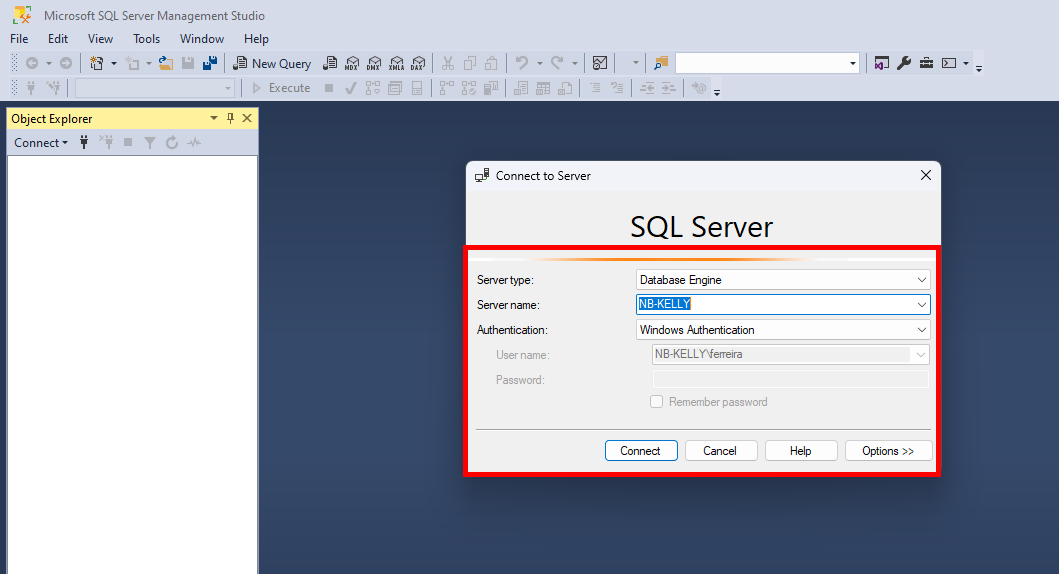 Microsoft SQL Server Management Studio
File Edit View Tools Window Help
New Query MDX DMX XMLA DAX
Execute
Object Explorer
Connect
Connect to Server
SQL Server
Server type: Database Engine
Server name: NB-KELLY
Authentication: Windows Authentication
User name: NB-KELLY\ferreira
Password:
Remember password
Connect Cancel Help Options >>